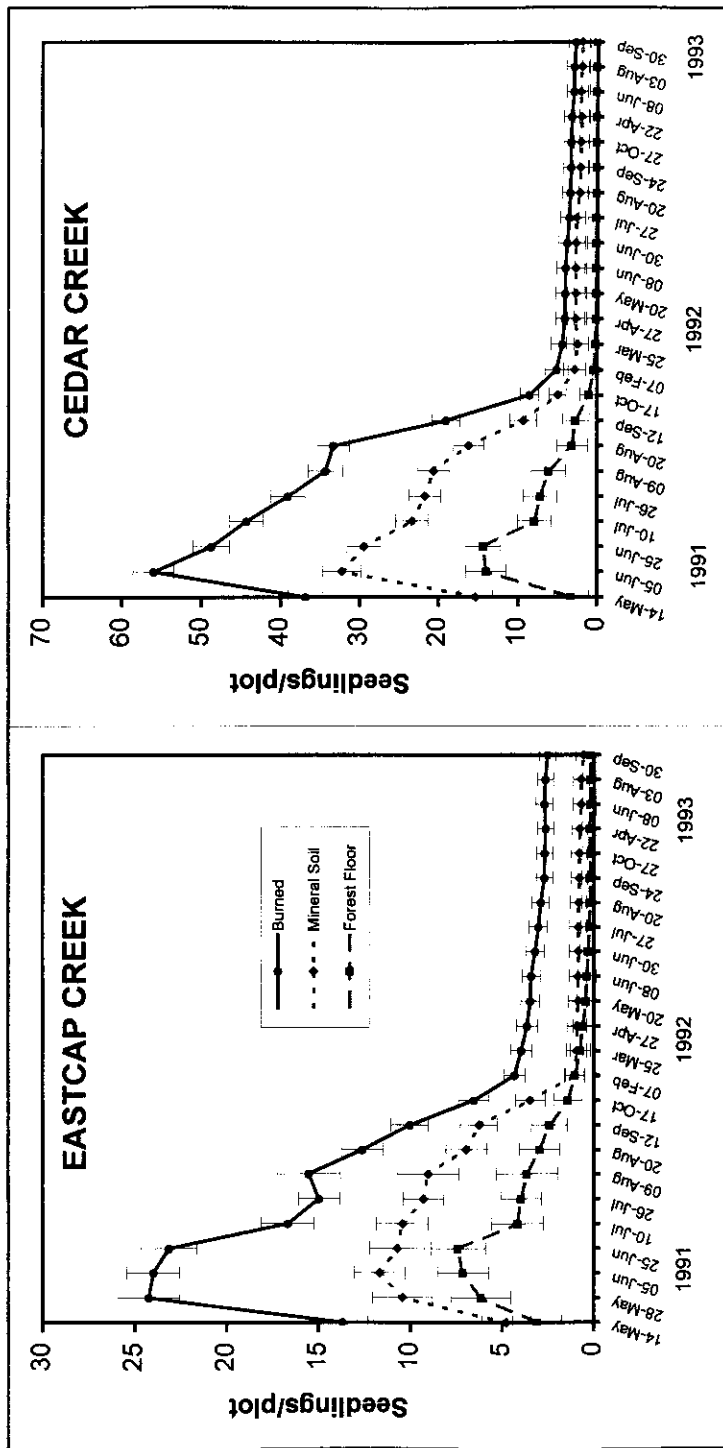 EASTCAP CREEK
Seedlings/plot
30
25
20
15
10
5
0
Burned
Mineral Soil
Forest Floor
14-May
28-May
05-Jun
25-Jun
10-Jul
26-Jul
09-Aug
20-Aug
12-Sep
17-Oct
07-Feb
25-Mar
27-Apr
20-May
08-Jun
30-Jun
27-Jul
20-Aug
24-Sep
27-Oct
22-Apr
08-Jun
03-Aug
30-Sep
1991
1992
1993
CEDAR CREEK
Seedlings/plot
70
60
50
40
30
20
10
0
14-May
05-Jun
25-Jun
10-Jul
26-Jul
09-Aug
20-Aug
12-Sep
17-Oct
07-Feb
25-Mar
27-Apr
20-May
08-Jun
30-Jun
27-Jul
20-Aug
24-Sep
27-Oct
22-Apr
08-Jun
03-Aug
30-Sep
1991
1992
1993